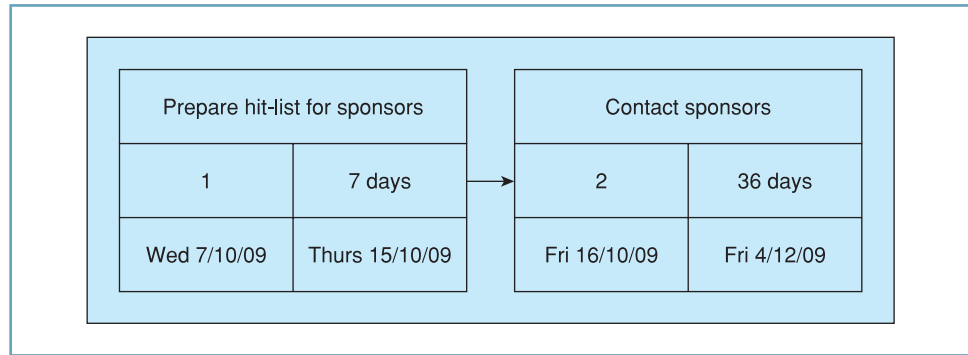 Prepare hit-list for sponsors
1
7 days
Wed 7/10/09
Thurs 15/10/09
Contact sponsors
2
36 days
Fri 16/10/09
Fri 4/12/09